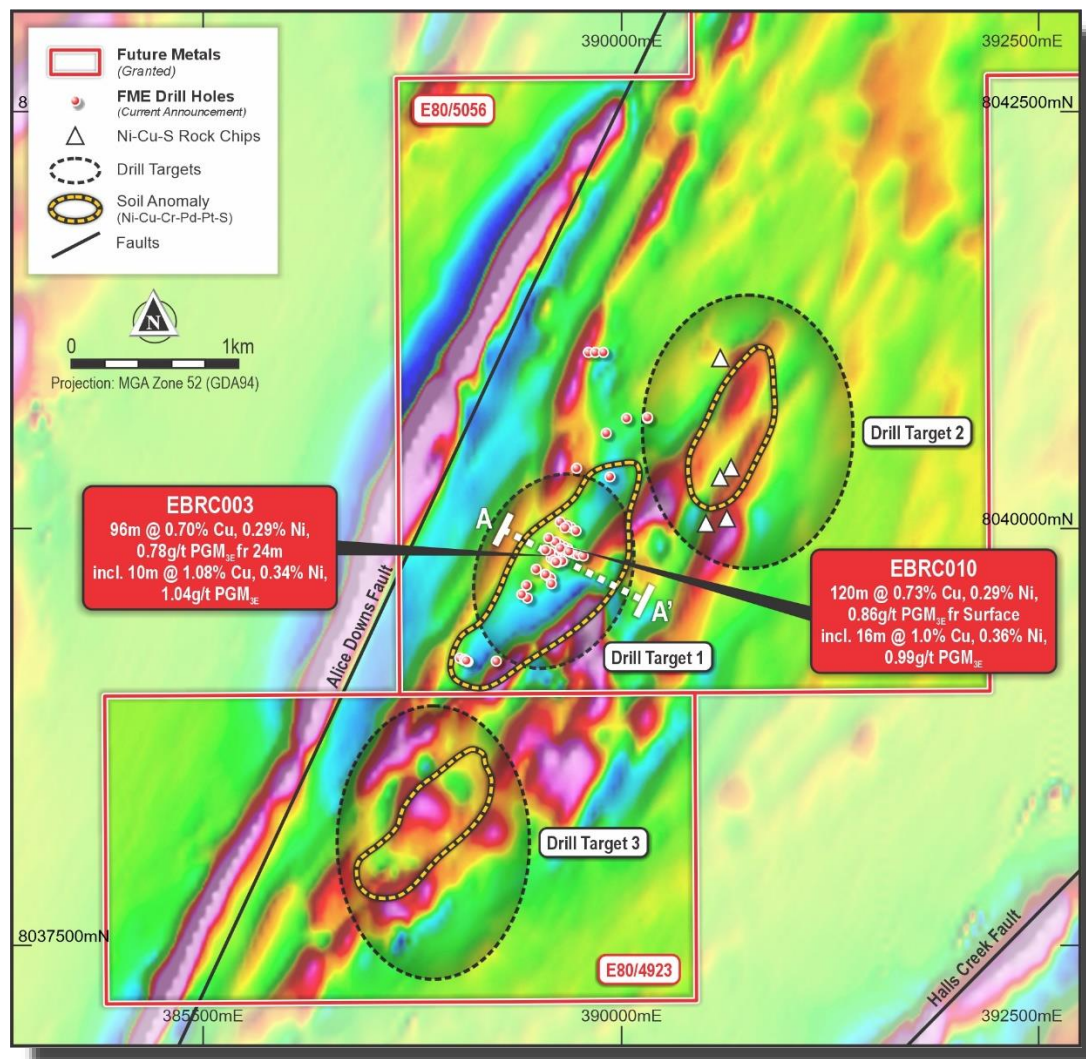 Future Metals
(Granted)
FME Drill Holes
(Current Announcement)
Ni-Cu-S Rock Chips
Drill Targets
Soil Anomaly
(Ni-Cu-Cr-Pd-Pt-S)
Faults
N
0 1km
Projection: MGA Zone 52 (GDA94)
390000mE
392500mE
8
8042500mN
E80/5056
Drill Target 2
A
EBRC003
96m @ 0.70% Cu, 0.29% Ni,
0.78g/t PGM3E fr 24m
incl. 10m @ 1.08% Cu, 0.34% Ni,
1.04g/t PGM3E
8040000mN
EBRC010
120m @ 0.73% Cu, 0.29% Ni,
0.86g/t PGM3E fr Surface
incl. 16m @ 1.0% Cu, 0.36% Ni,
0.99g/t PGM3E
A'
Drill Target 1
Alice Downs Fault
Drill Target 3
8037500mN
E80/4923
Halls Creek Fault
385500mE
390000mE
392500mE